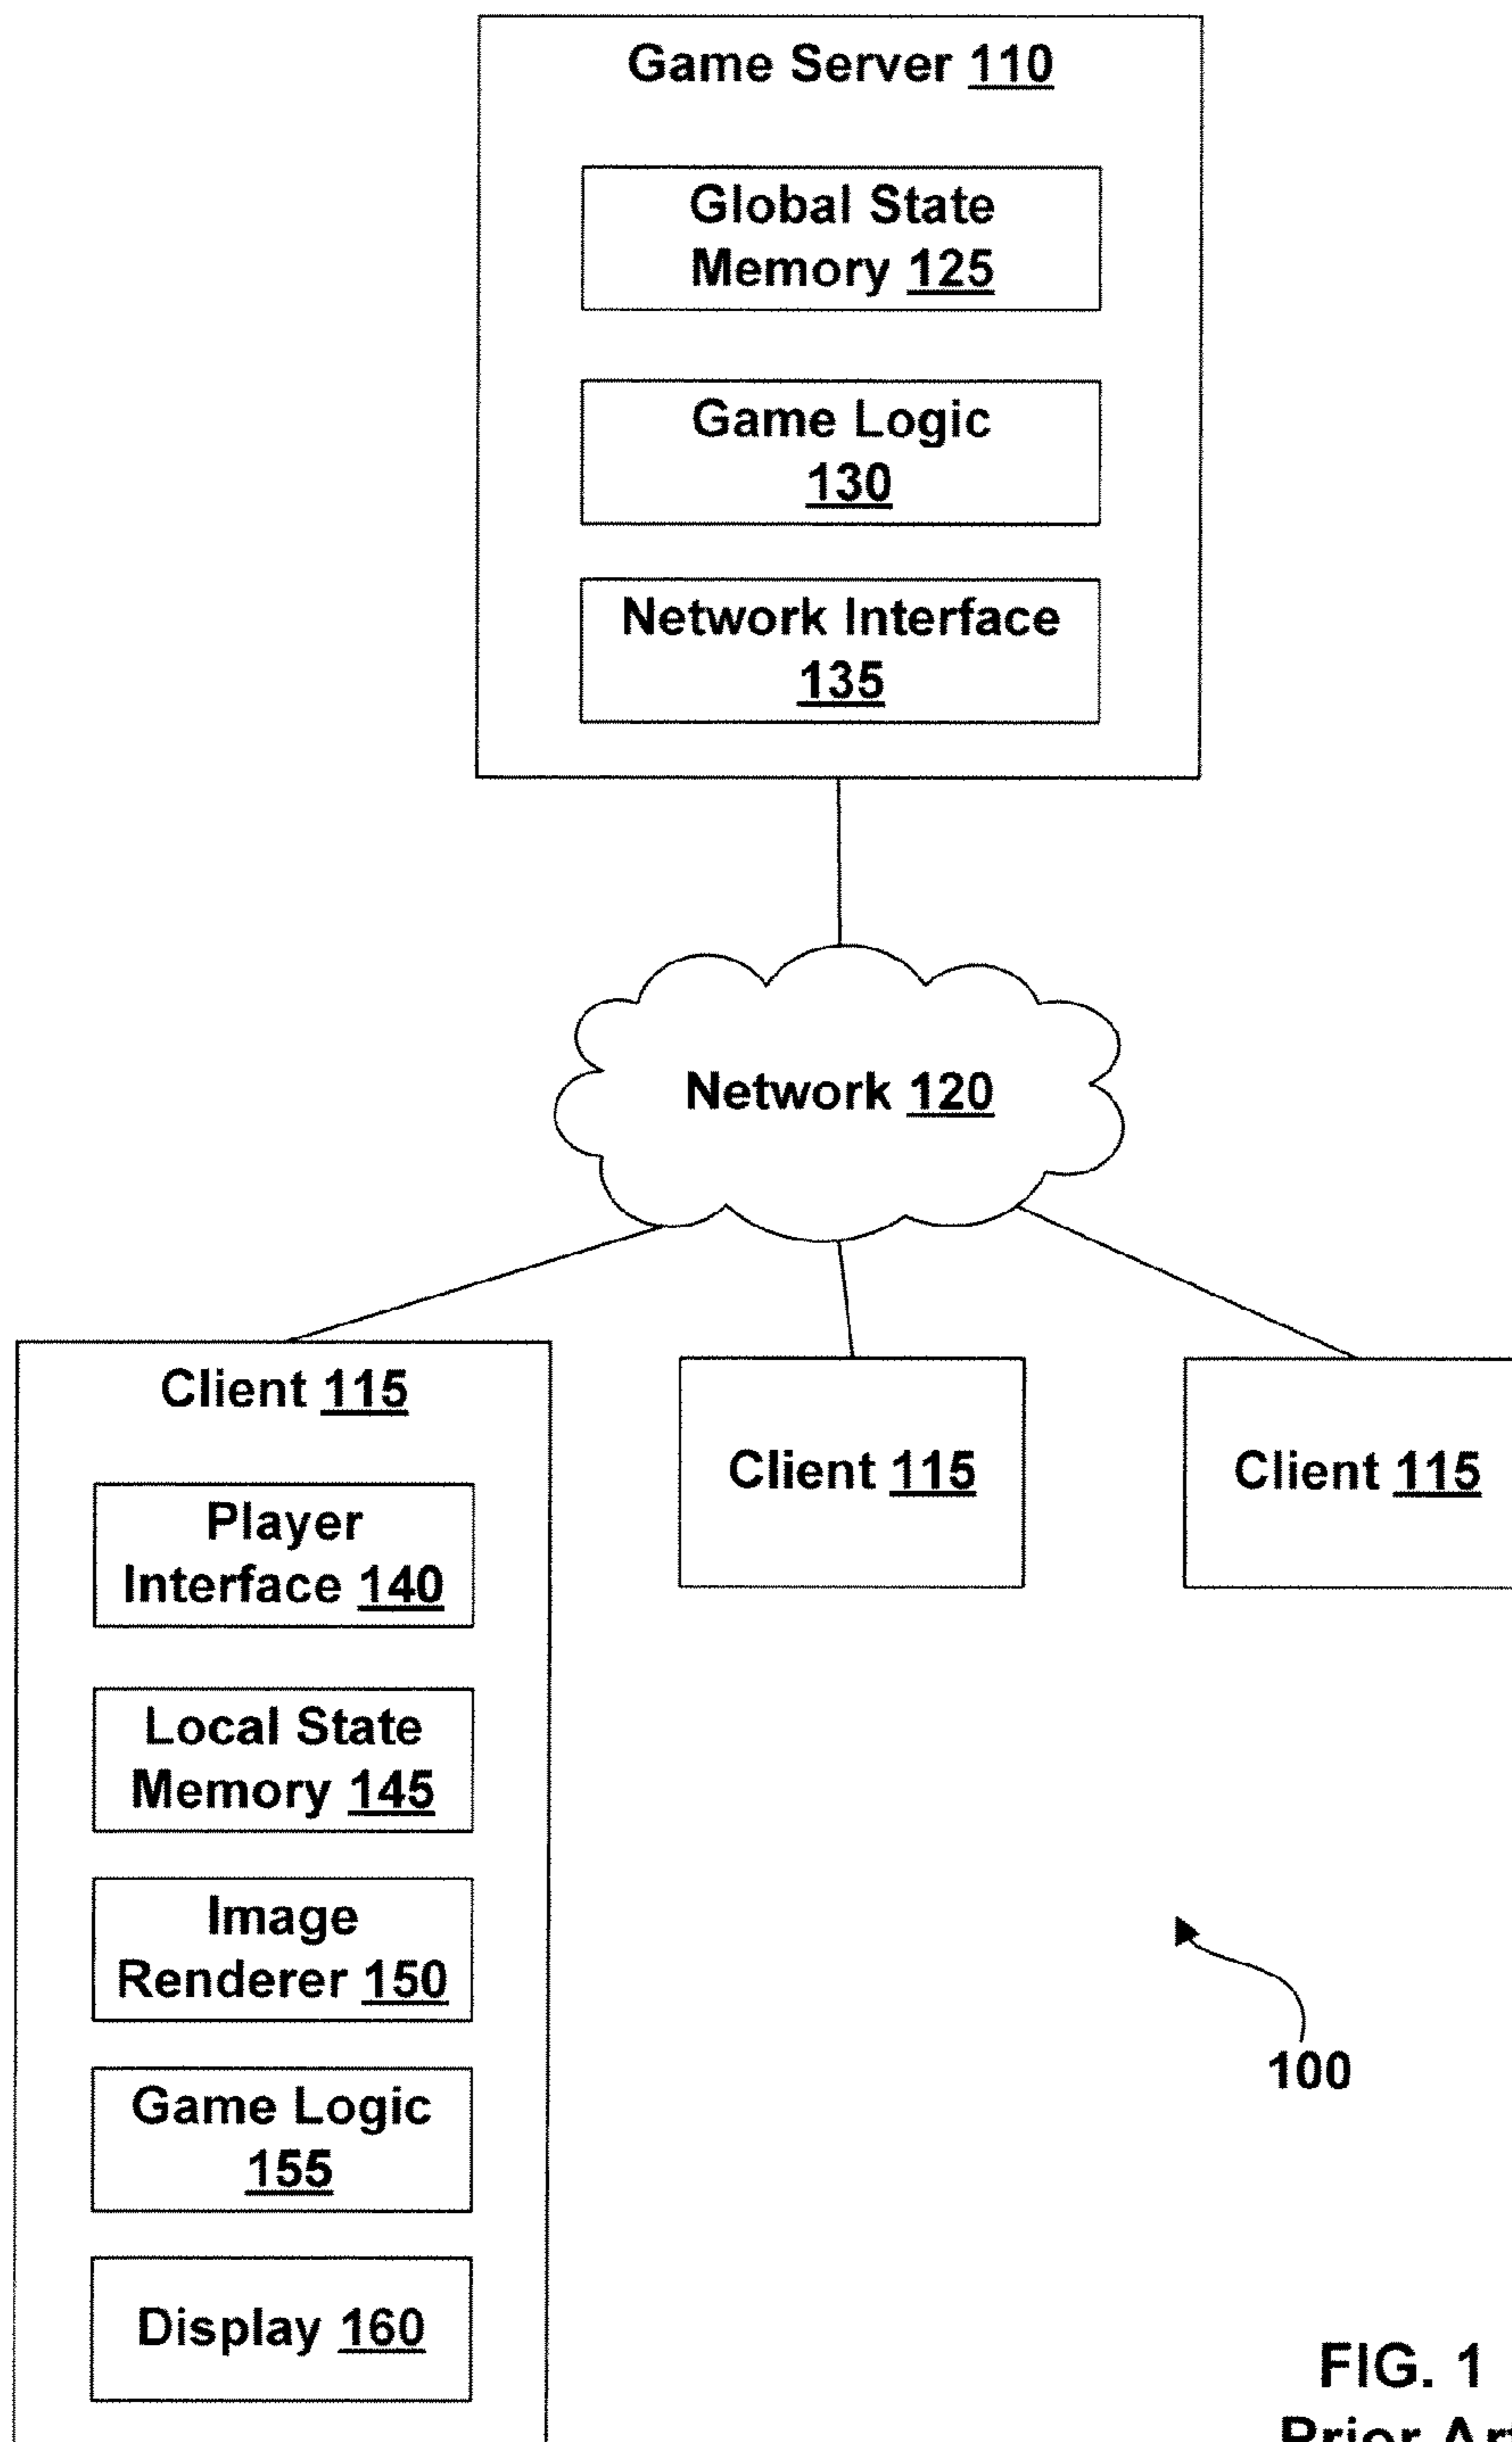 Game Server 110
Global State
Memory 125
Game Logic
130
Network Interface
135
Network 120
Client 115
Player
Interface 140
Local State
Memory 145
Image
Renderer 150
Game Logic
155
Display 160
Client 115
Client 115
100
FIG. 1
Prior Art